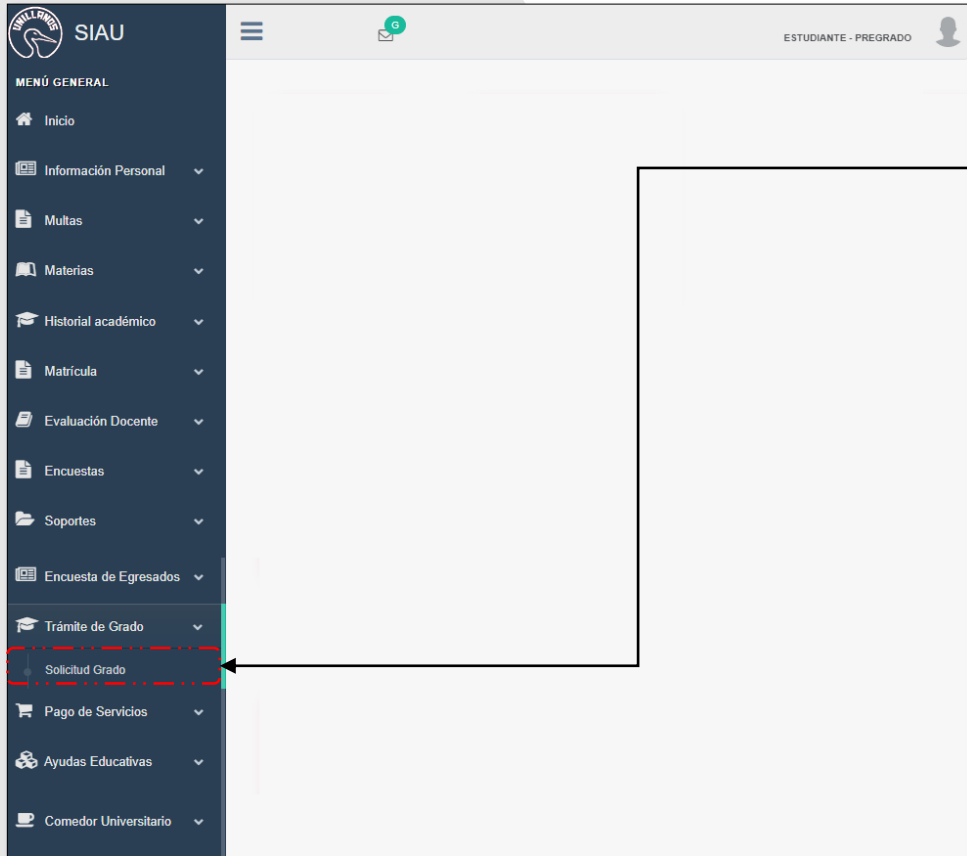 UNILLANOS
SIAU
G
ESTUDIANTE - PREGRADO
MENÚ GENERAL
Inicio
Información Personal
Multas
Materias
Historial académico
Matrícula
Evaluación Docente
Encuestas
Soportes
Encuesta de Egresados
Trámite de Grado
Solicitud Grado
Pago de Servicios
Ayudas Educativas
Comedor Universitario